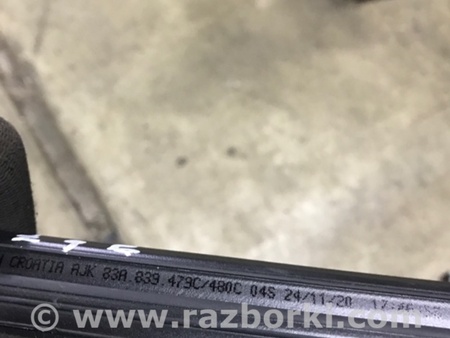 CROATIA AJK 83A.839.479C/480C 04S 24/11/20
© www.razborki.com